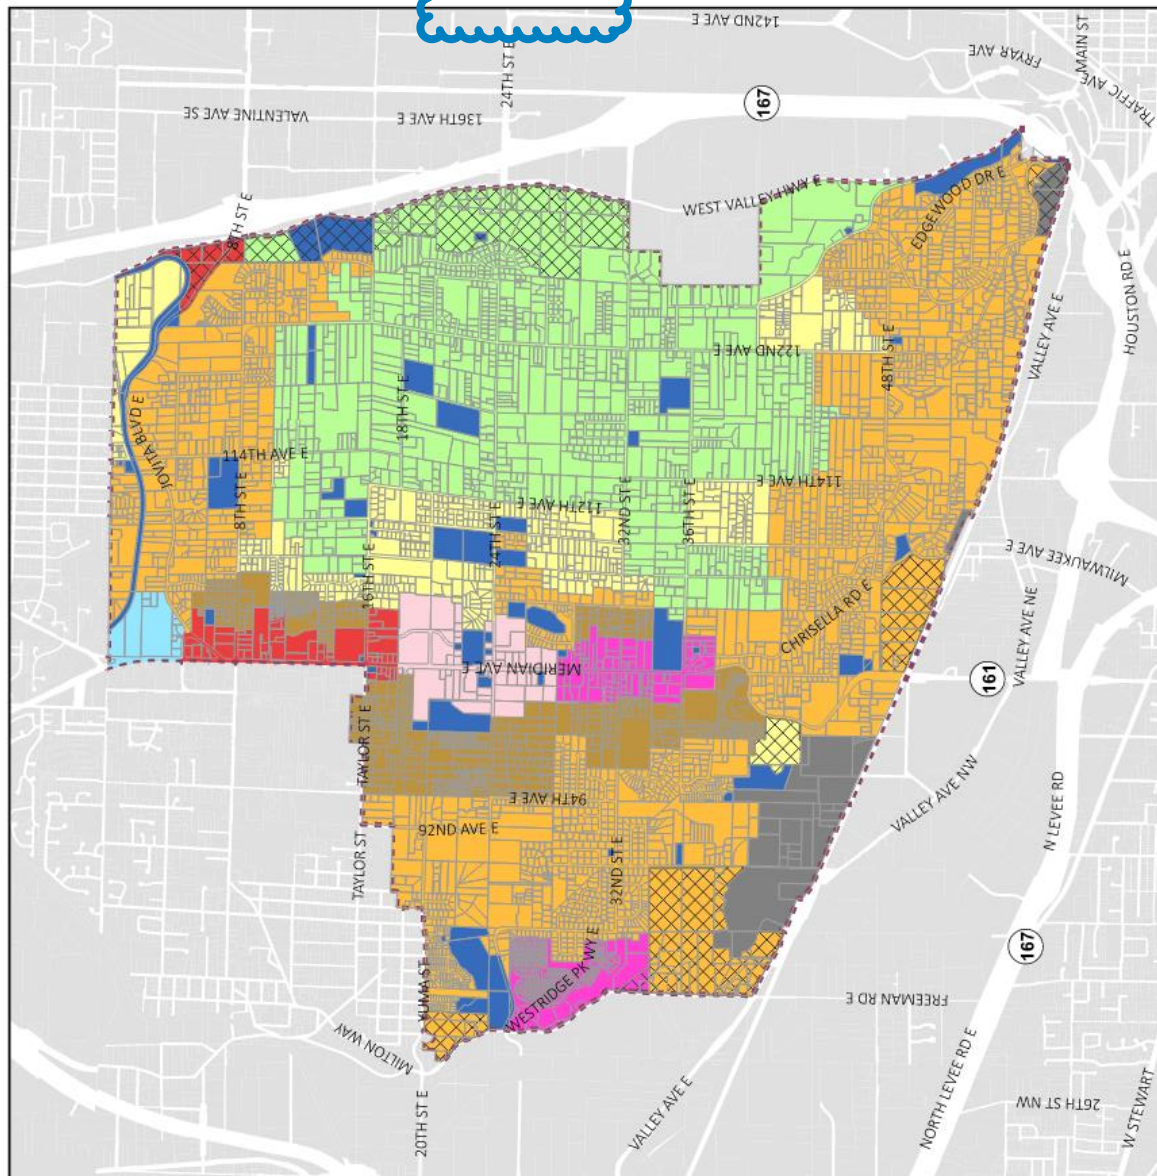 142ND AVE E
MAIN ST
FRYAR AVE
TRAFFIC AVE
24TH ST E
167
VALENTINE AVE SE
136TH AVE E
WEST VALLEY HWY E
EDGEWOOD DR E
8TH ST E
HOUSTON RD E
VALLEY AVE E
122ND AVE E
48TH ST E
18TH ST E
JOVITA BLVD E
114TH AVE E
8TH ST E
114TH AVE E
112TH AVE E
32ND ST E
36TH ST E
24TH ST E
16TH ST E
MILWAUKEE AVE E
CHRISELLA RD E
VALLEY AVE NE
MERIDIAN AVE E
161
TAYLOR ST E
94TH AVE E
VALLEY AVE NW
N LEVEE RD
92ND AVE E
TAYLOR ST
32ND ST E
167
YUMA ST
WESTRIDGE PK WY E
FREEMAN RD E
MILTON WAY
20TH ST E
VALLEY AVE E
NORTH LEVEE RD E
26TH ST NW
W STEWART